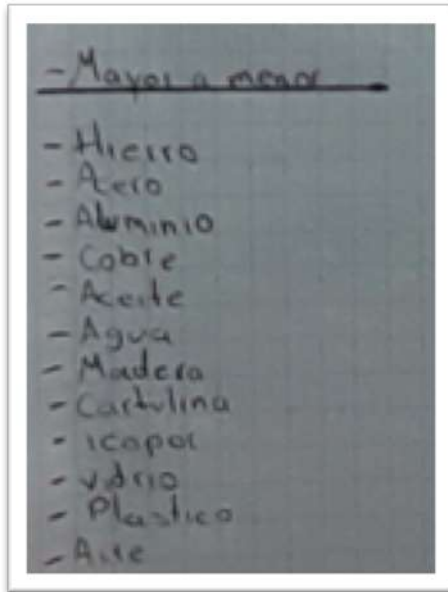 - Mayor a menor
- Hierro
- Acero
- Aluminio
- Cobre
- Aceite
- Agua
- Madera
- Cartulina
- icopor
- vidrio
- Plastico
- Aire